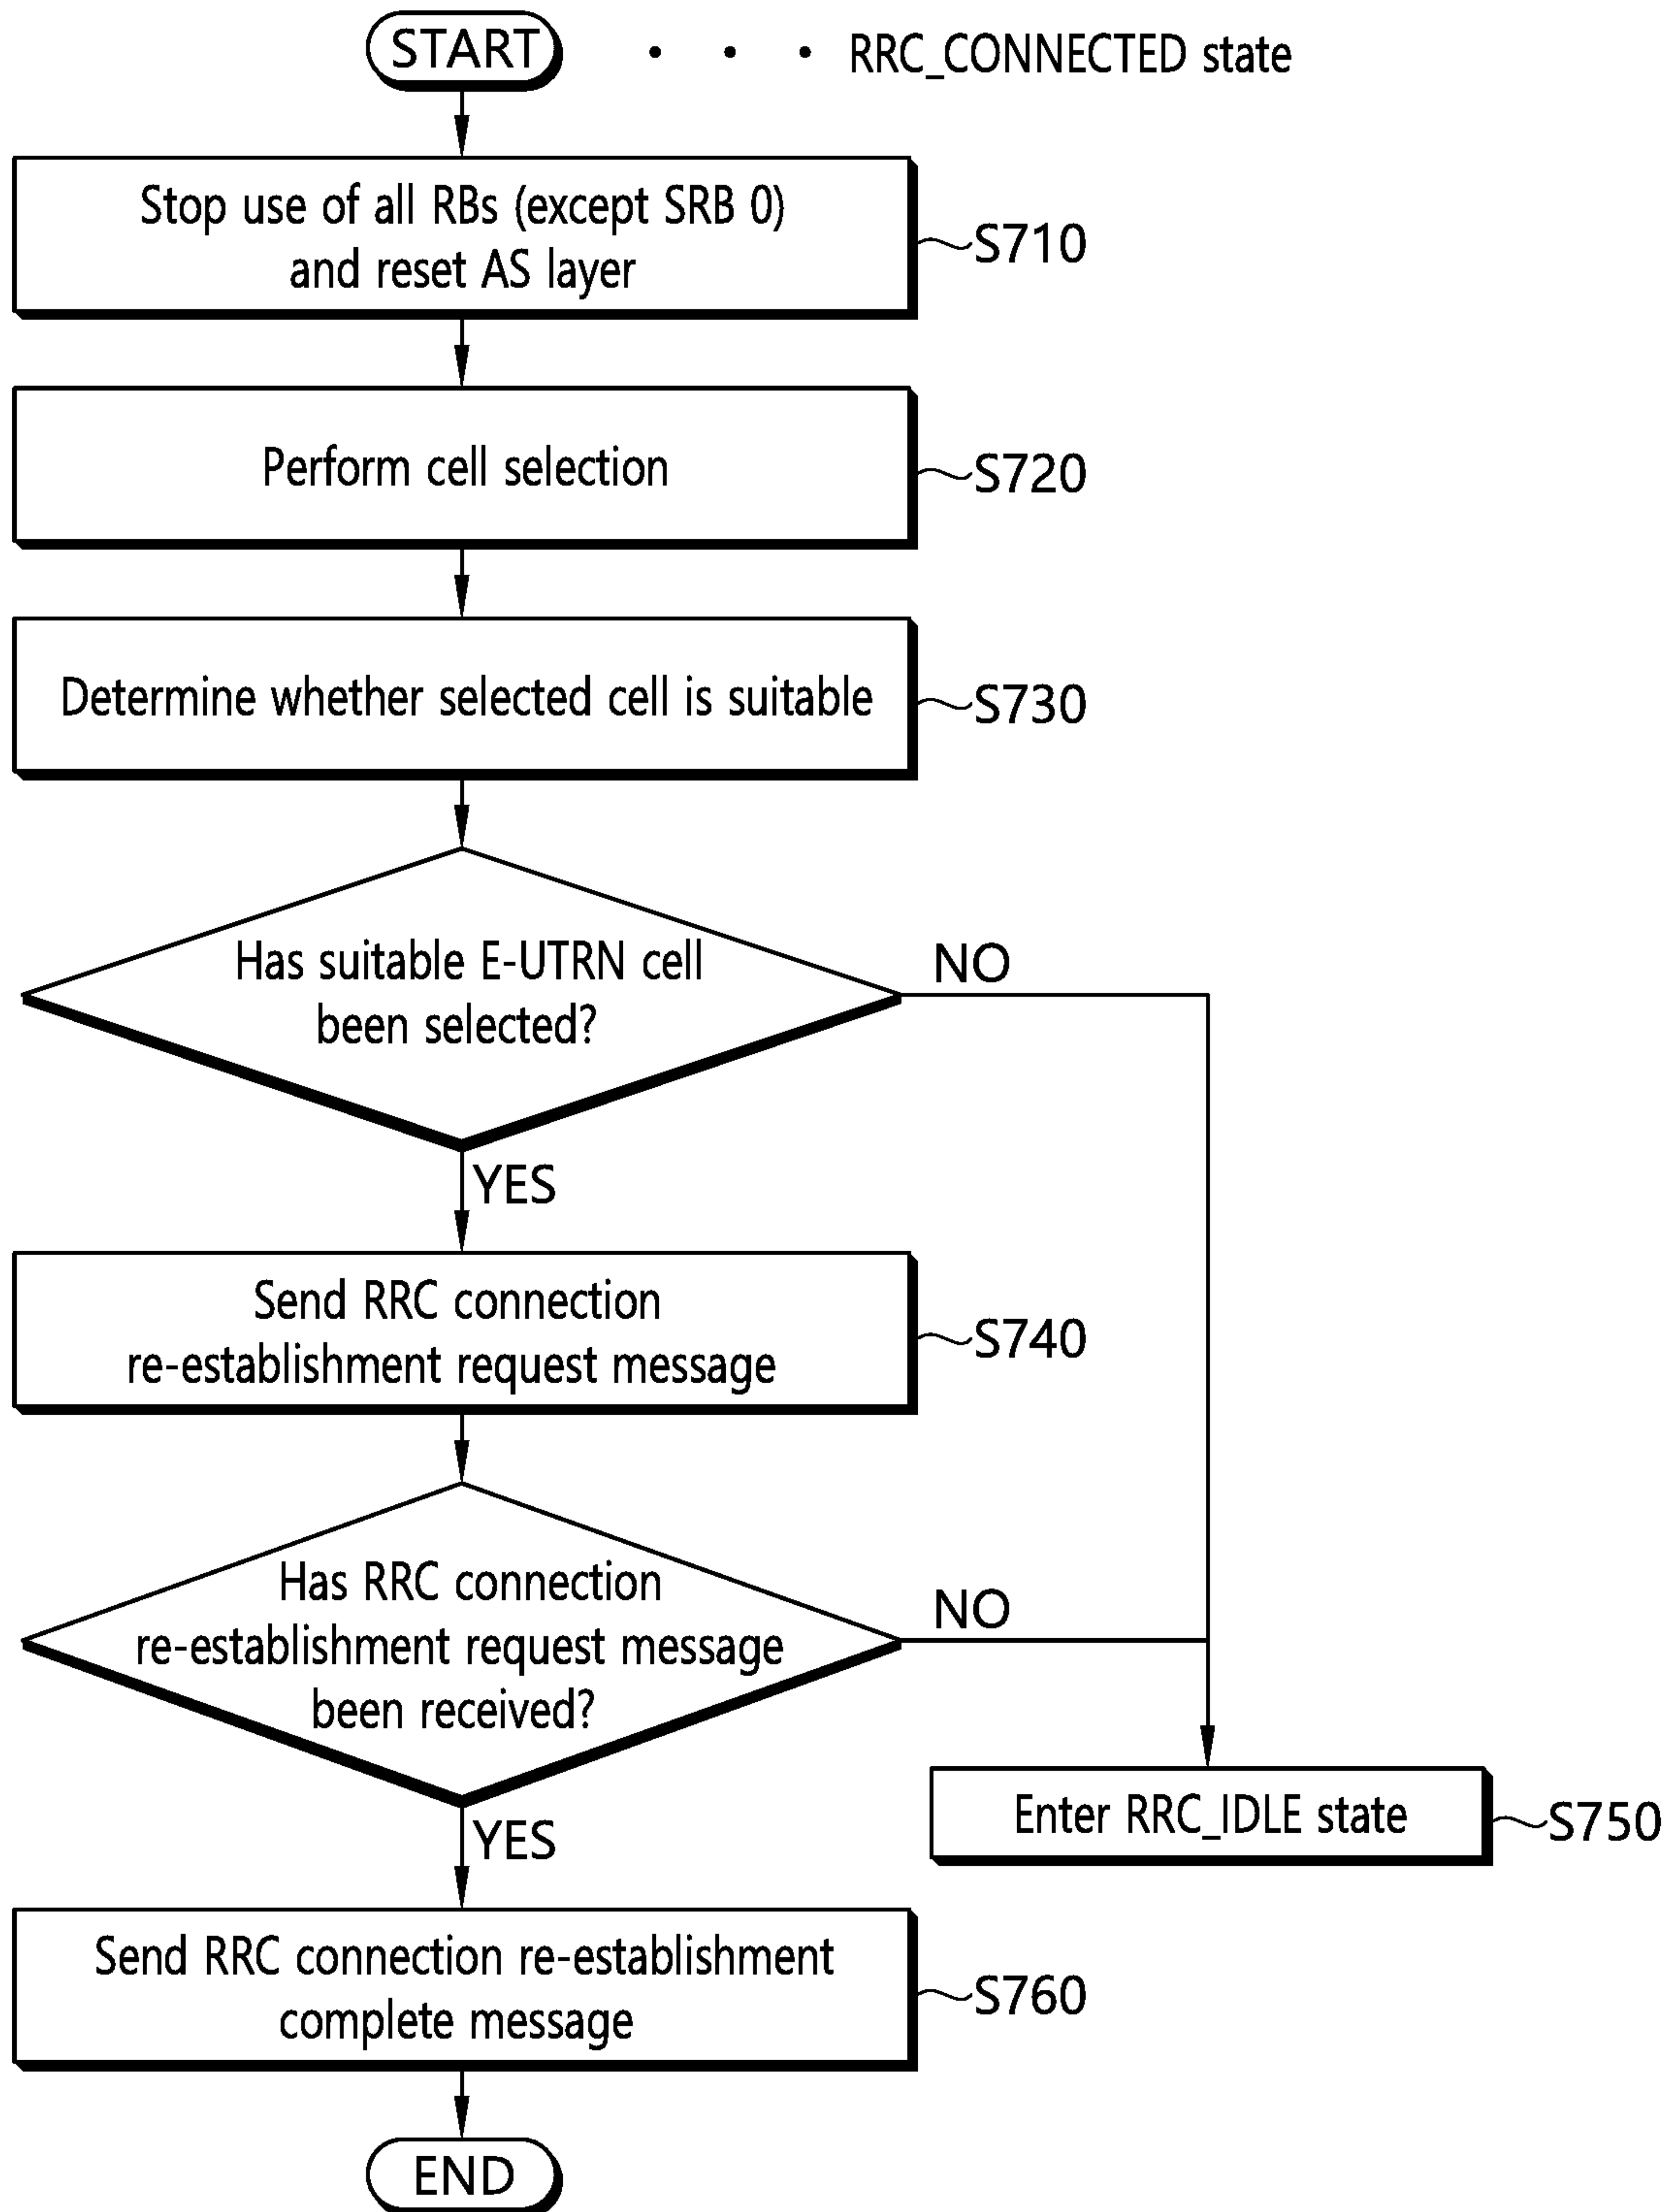 START
· · · RRC_CONNECTED state
Stop use of all RBs (except SRB 0)
and reset AS layer
S710
Perform cell selection
S720
Determine whether selected cell is suitable
S730
Has suitable E-UTRN cell
been selected?
NO
YES
Send RRC connection
re-establishment request message
S740
Has RRC connection
re-establishment request message
been received?
NO
YES
Enter RRC_IDLE state
S750
Send RRC connection re-establishment
complete message
S760
END